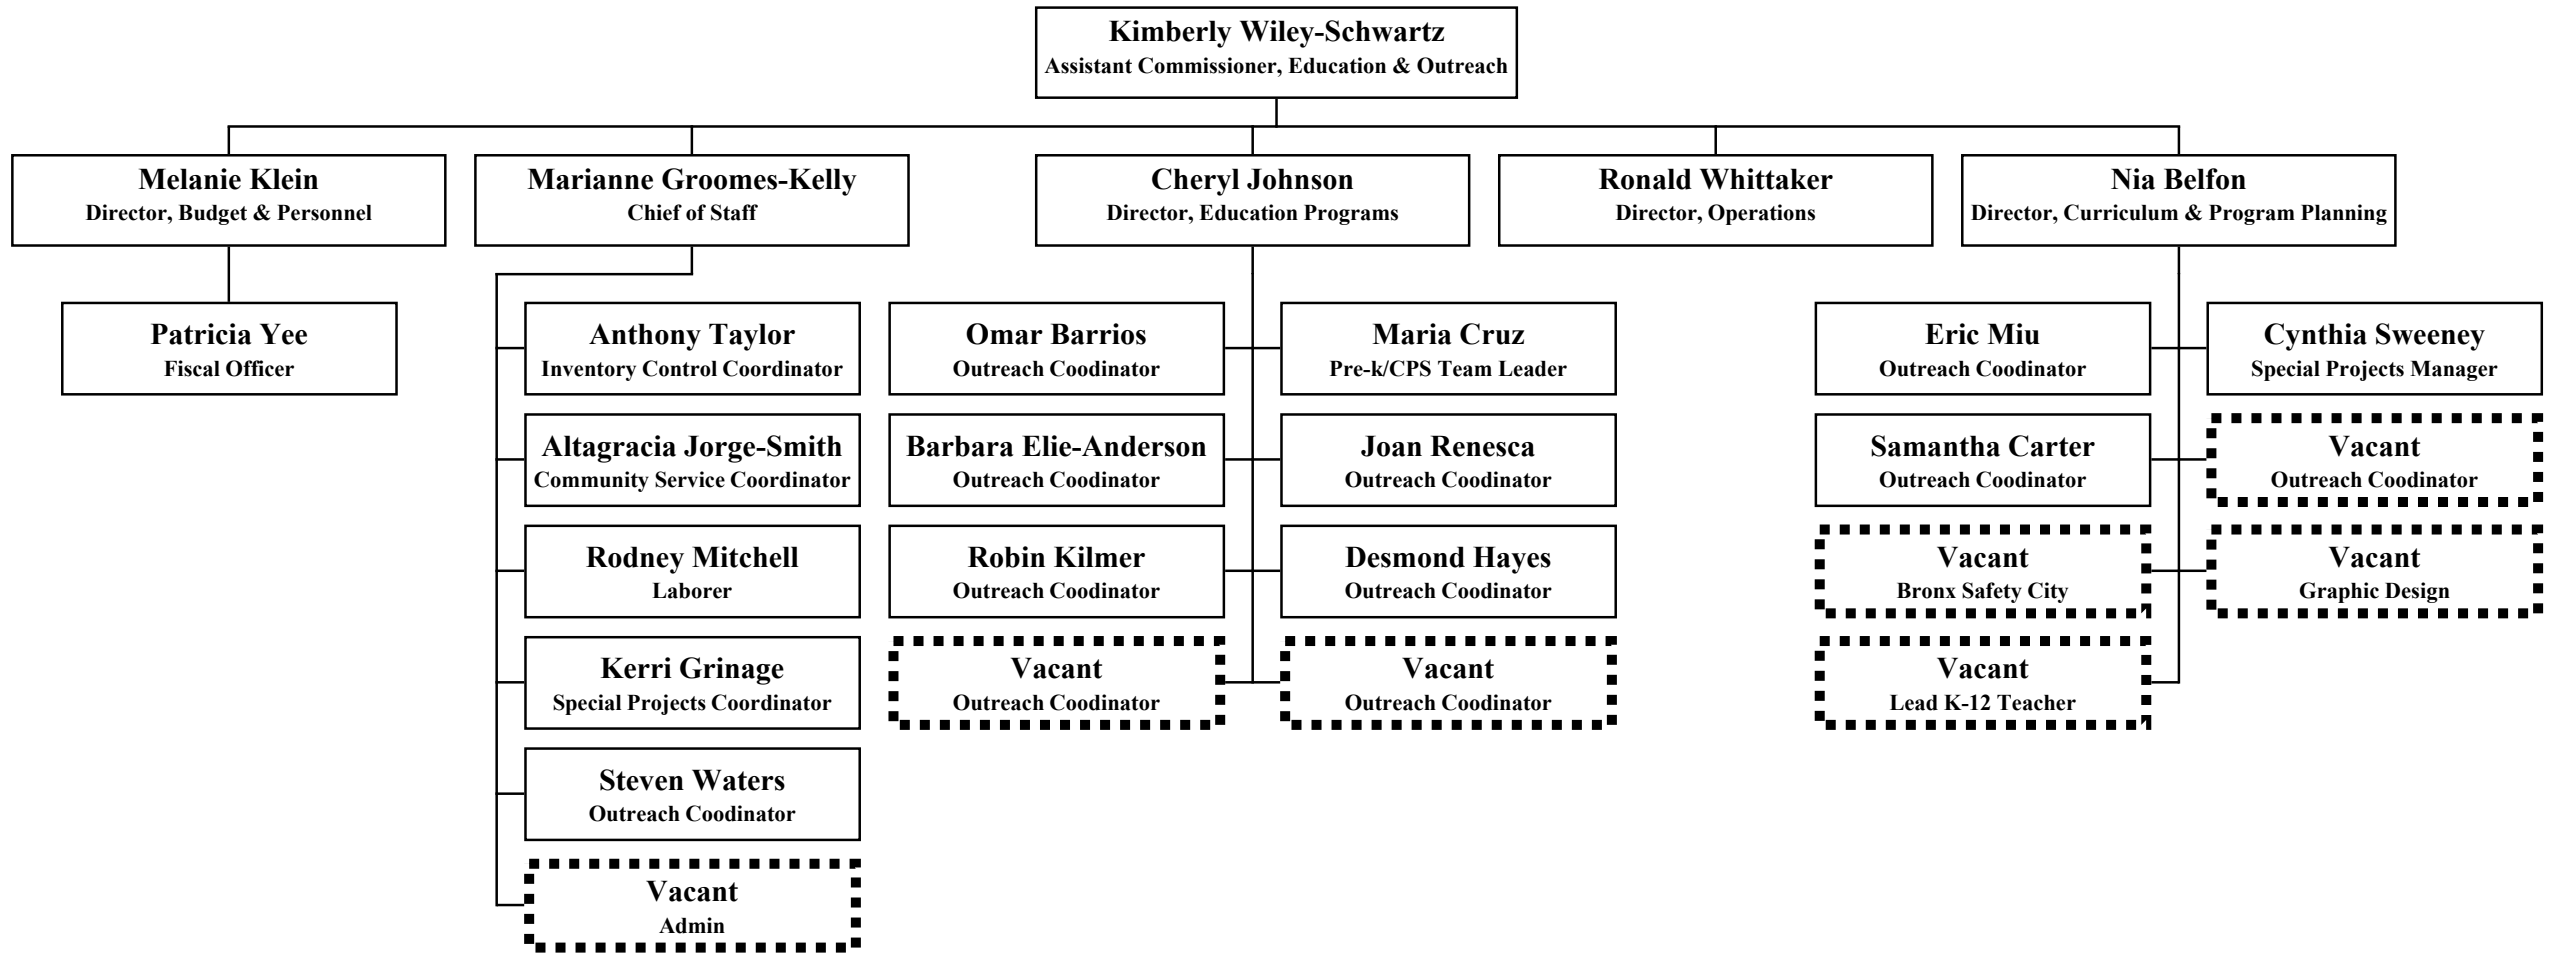 Kimberly Wiley-Schwartz
Assistant Commissioner, Education & Outreach
Melanie Klein
Director, Budget & Personnel
Marianne Groomes-Kelly
Chief of Staff
Cheryl Johnson
Director, Education Programs
Ronald Whittaker
Director, Operations
Nia Belfon
Director, Curriculum & Program Planning
Patricia Yee
Fiscal Officer
Anthony Taylor
Inventory Control Coordinator
Altagracia Jorge-Smith
Community Service Coordinator
Rodney Mitchell
Laborer
Kerri Grinage
Special Projects Coordinator
Steven Waters
Outreach Coodinator
Vacant
Admin
Omar Barrios
Outreach Coodinator
Maria Cruz
Pre-k/CPS Team Leader
Barbara Elie-Anderson
Outreach Coodinator
Joan Renesca
Outreach Coodinator
Robin Kilmer
Outreach Coodinator
Desmond Hayes
Outreach Coodinator
Vacant
Outreach Coodinator
Vacant
Outreach Coodinator
Eric Miu
Outreach Coodinator
Cynthia Sweeney
Special Projects Manager
Samantha Carter
Outreach Coodinator
Vacant
Outreach Coodinator
Vacant
Bronx Safety City
Vacant
Graphic Design
Vacant
Lead K-12 Teacher